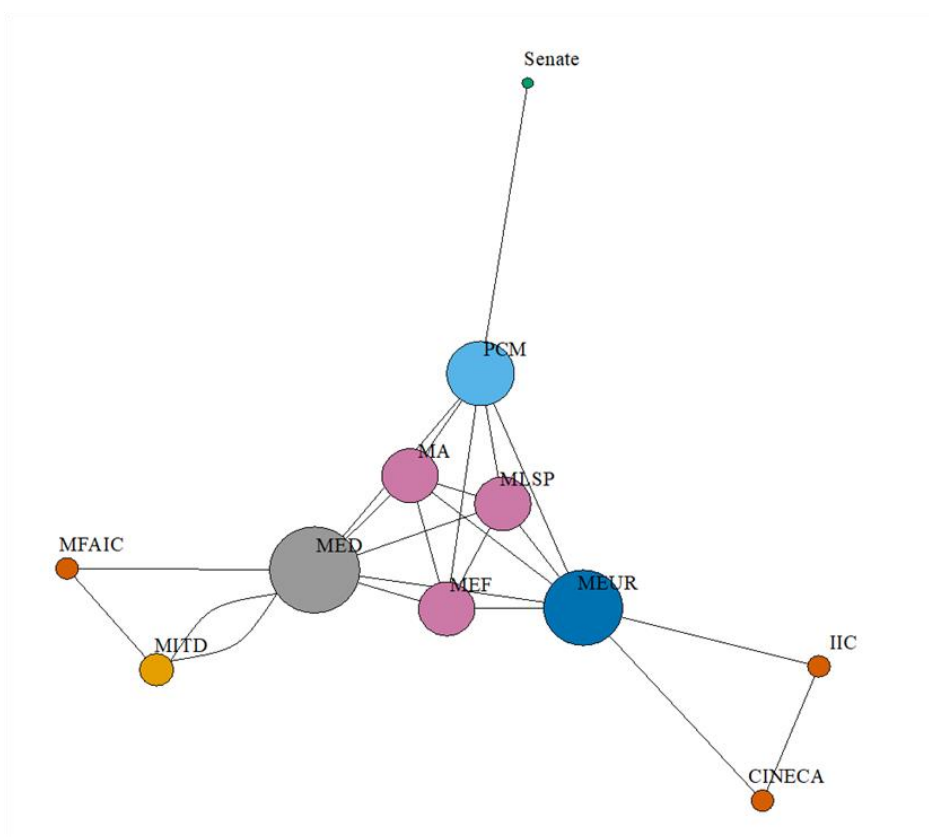 Senate
PCM
MA
MLSP
MED
MFAIC
MEF
MEUR
MITD
IIC
CINECA